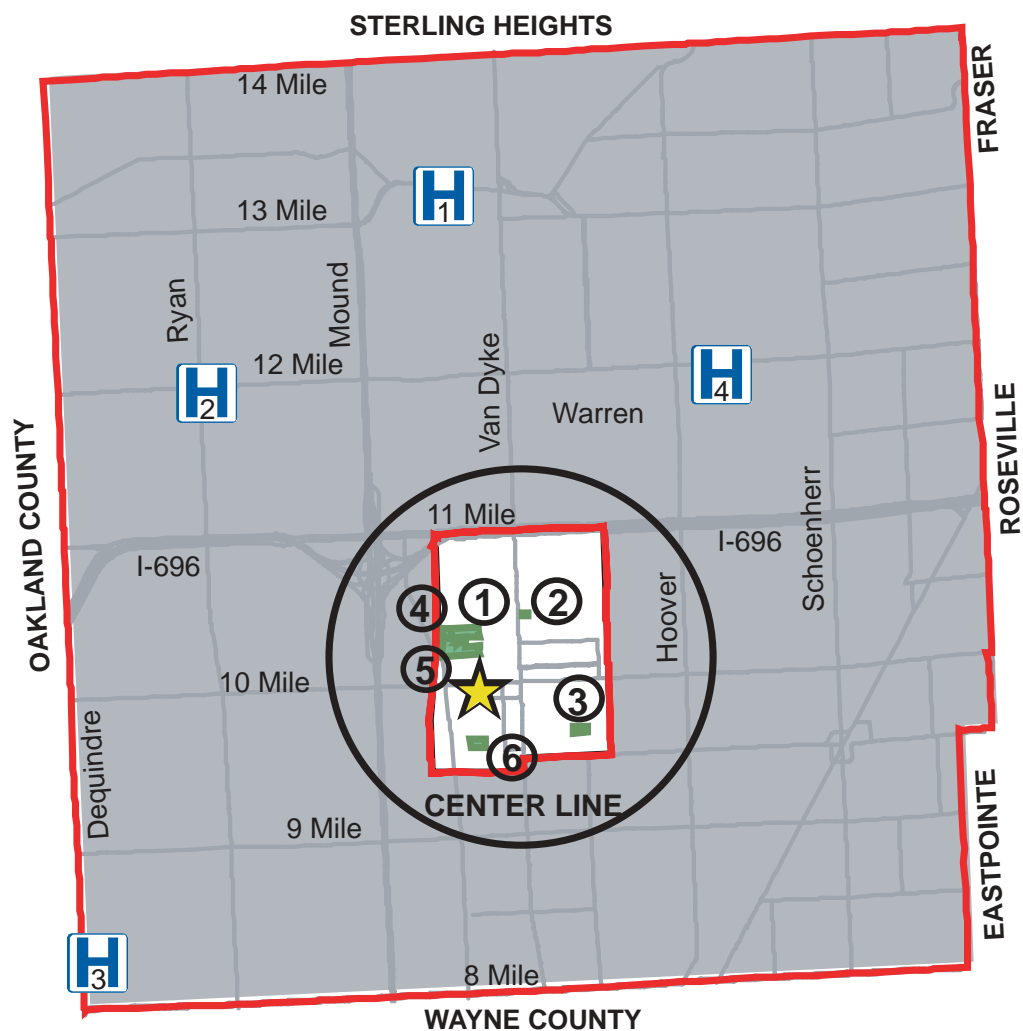 STERLING HEIGHTS
14 Mile
FRASER
H
1
13 Mile
Ryan
Mound
12 Mile
Van Dyke
H
2
H
4
Warren
OAKLAND COUNTY
ROSEVILLE
11 Mile
I-696
I-696
Schoenherr
Hoover
4
1
2
5
10 Mile
3
6
Dequindre
CENTER LINE
9 Mile
EASTPOINTE
H
3
8 Mile
WAYNE COUNTY